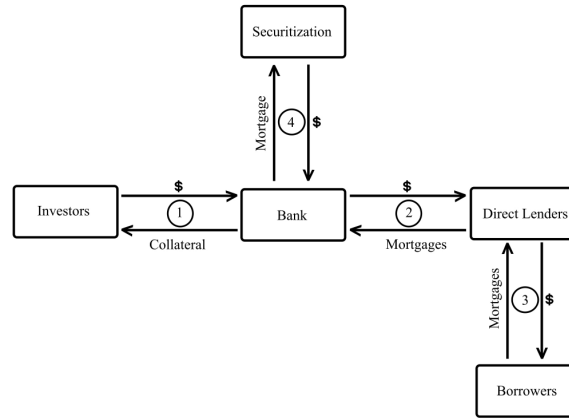 Securitization
Mortgage
4
$
$
$
Investors
1
Bank
2
Direct Lenders
Collateral
Mortgages
Mortgages
3
$
Borrowers